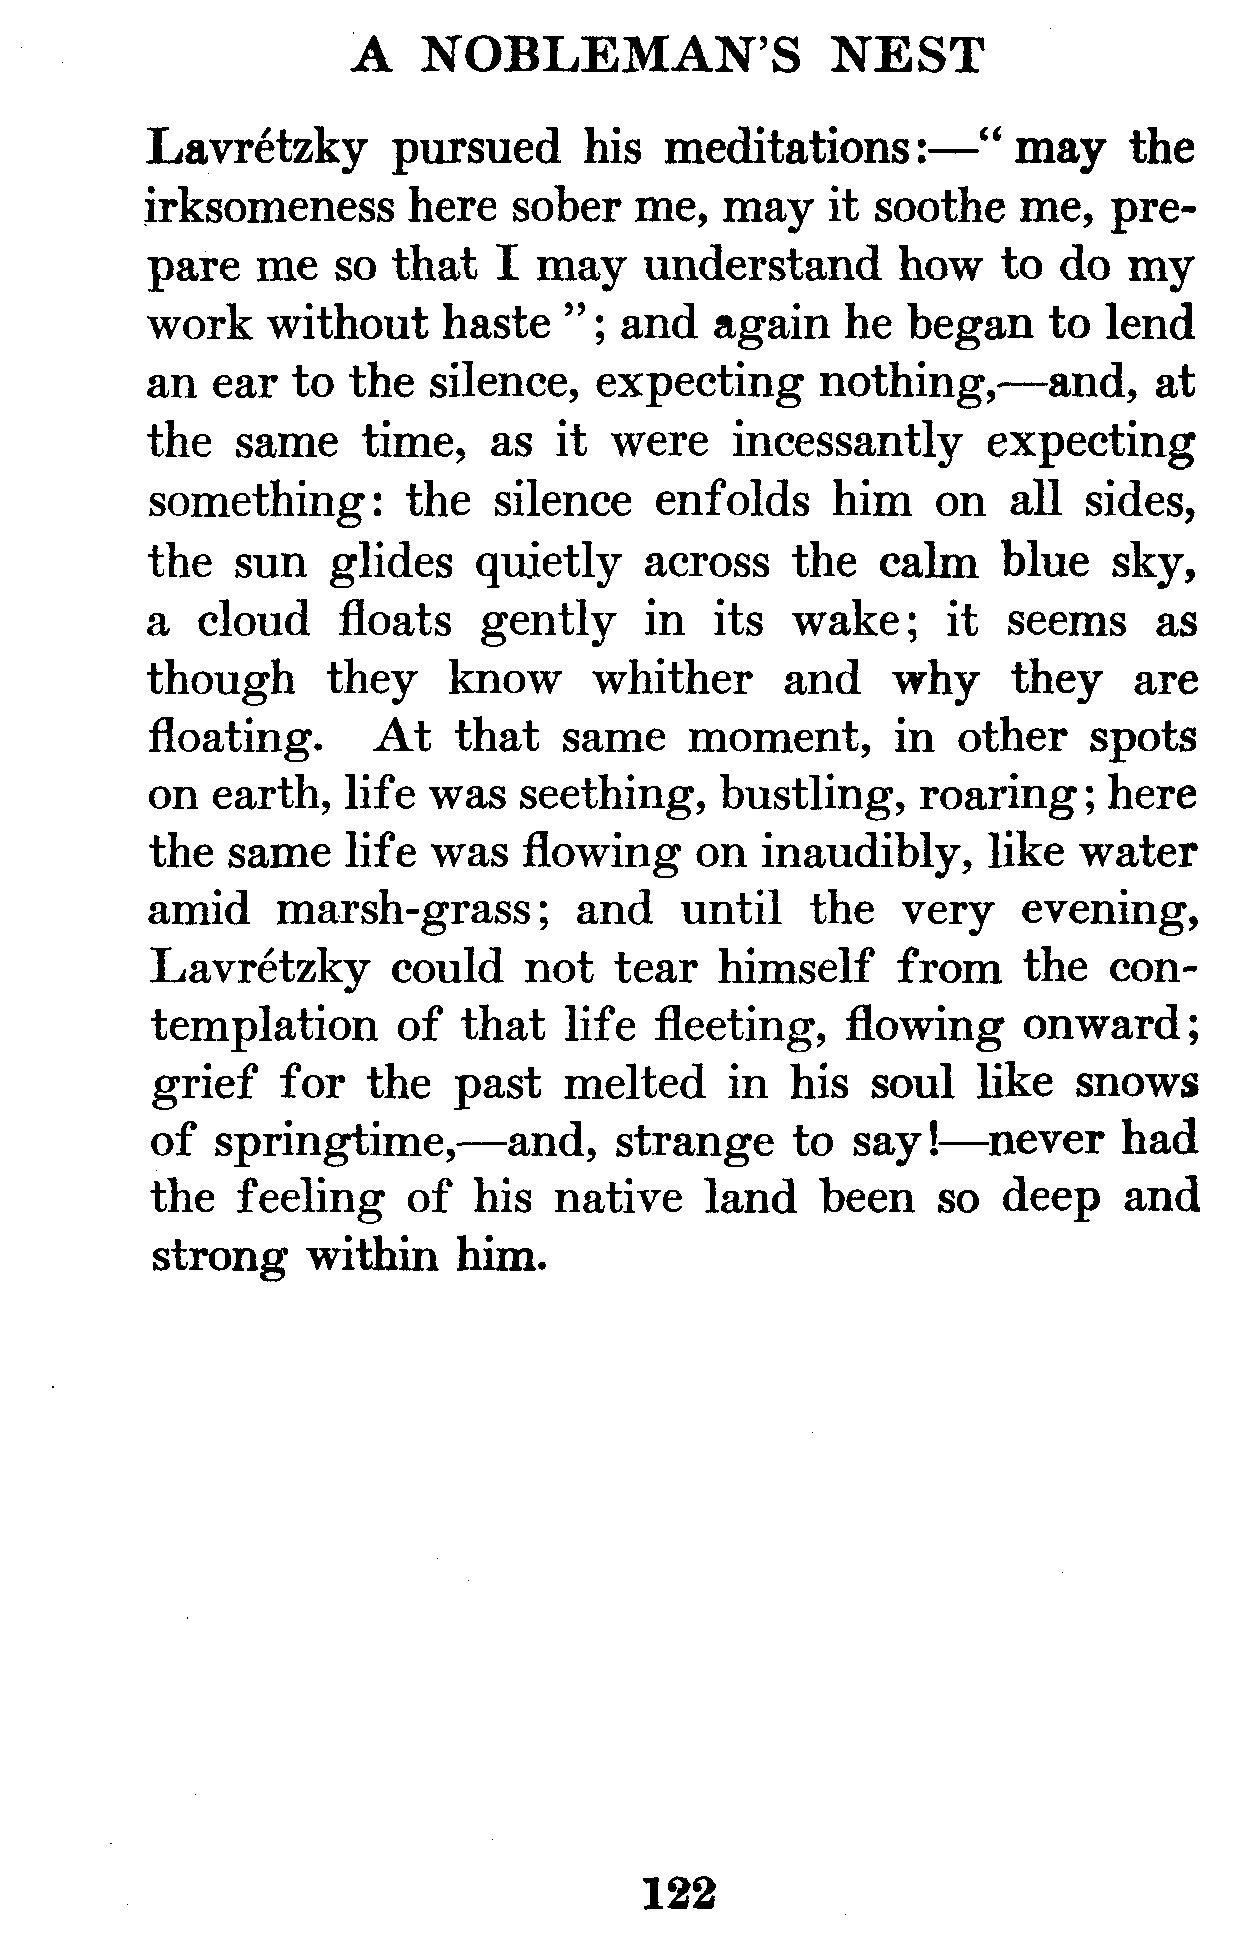 A NOBLEMAN'S NEST
Lavrétzky pursued his meditations:—“ may the
irksomeness here sober me, may it soothe me, pre-
pare me so that I may understand how to do my
work without haste ”; and again he began to lend
an ear to the silence, expecting nothing,—and, at
the same time, as it were incessantly expecting
something: the silence enfolds him on all sides,
the sun glides quietly across the calm blue sky,
a cloud floats gently in its wake; it seems as
though they know whither and why they are
floating. At that same moment, in other spots
on earth, life was seething, bustling, roaring; here
the same life was flowing on inaudibly, like water
amid marsh-grass; and until the very evening,
Lavrétzky could not tear himself from the con-
templation of that life fleeting, flowing onward;
grief for the past melted in his soul like snows
of springtime,—and, strange to say!—never had
the feeling of his native land been so deep and
strong within him.
122